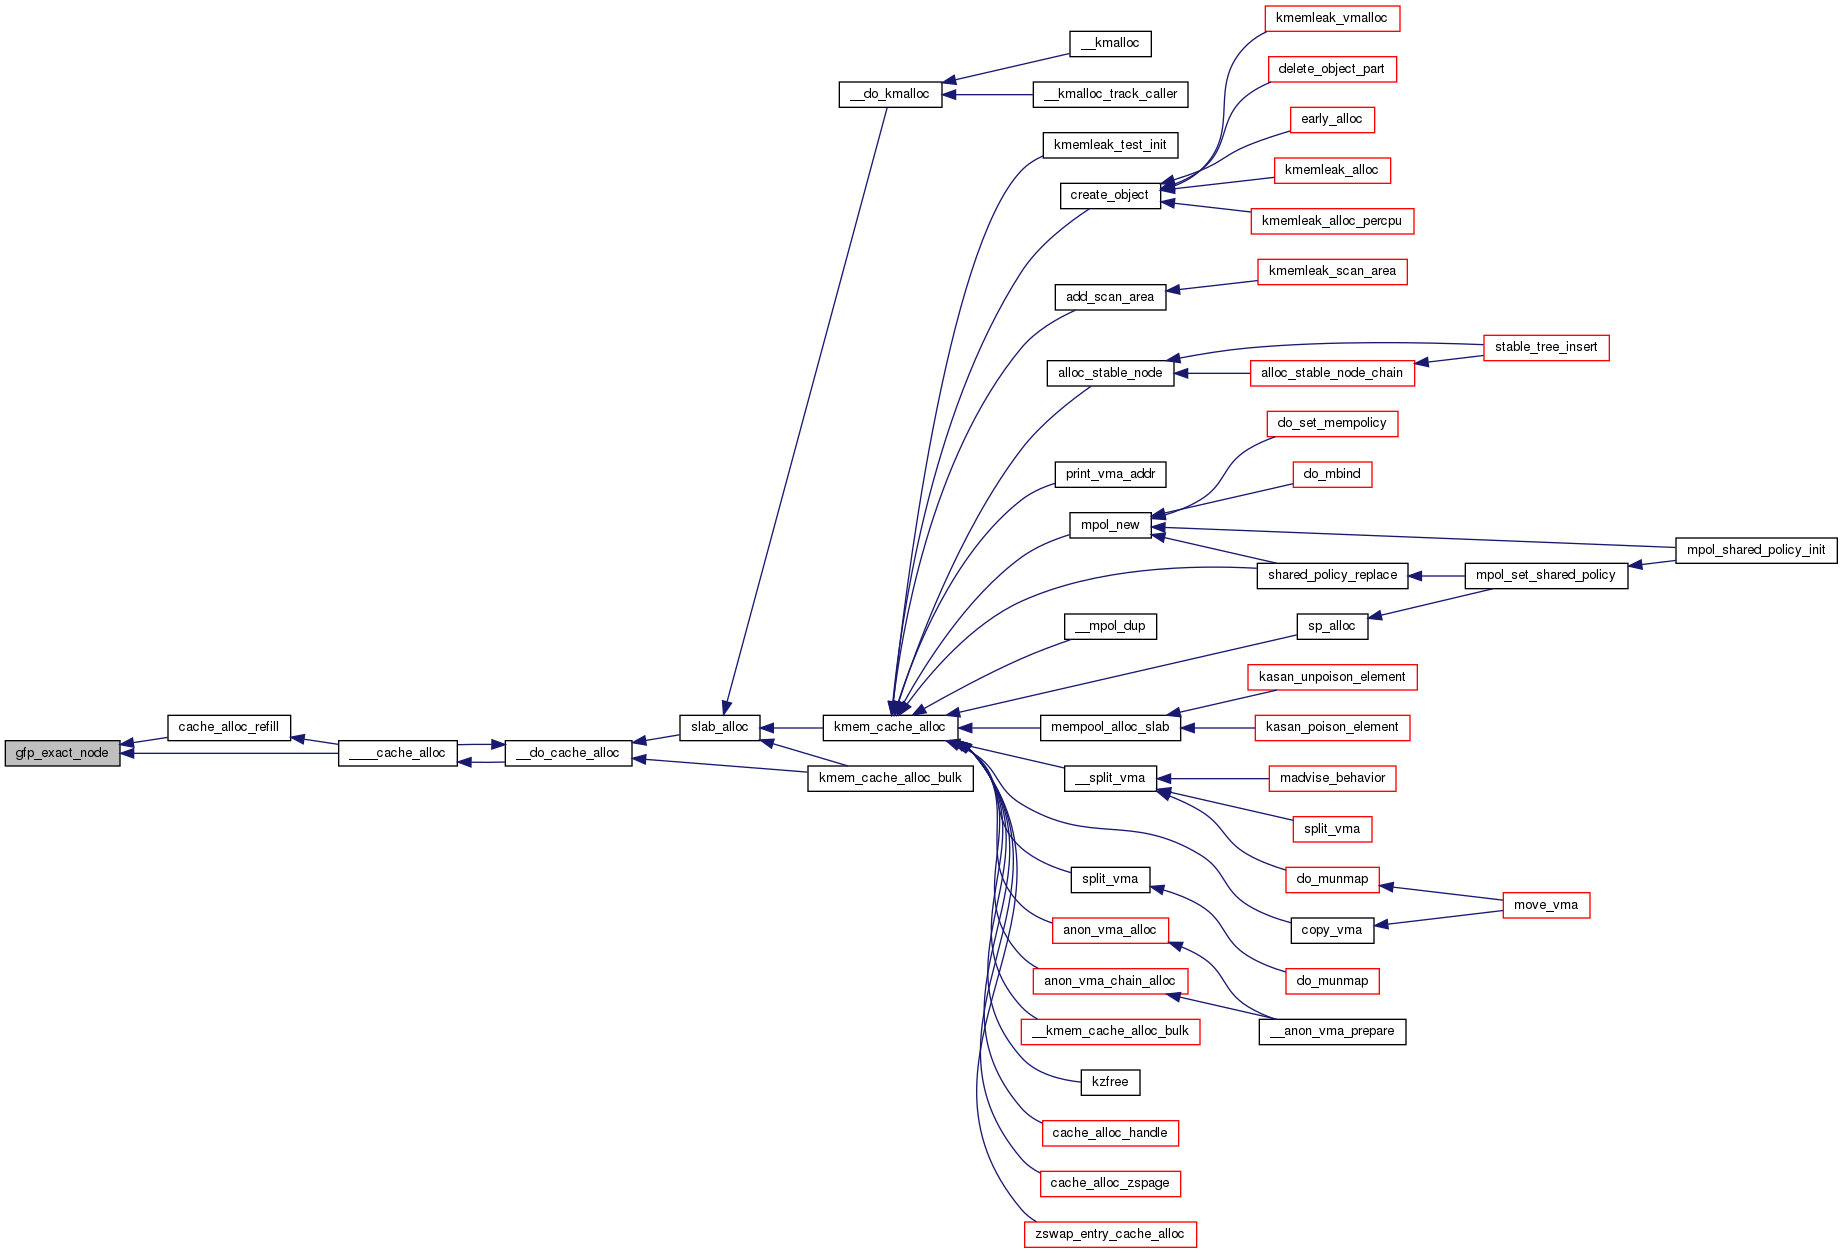 kmemleak_vmalloc
__kmalloc
delete_object_part
__do_kmalloc
__kmalloc_track_caller
early_alloc
kmemleak_test_init
kmemleak_alloc
create_object
kmemleak_alloc_percpu
kmemleak_scan_area
add_scan_area
stable_tree_insert
alloc_stable_node
alloc_stable_node_chain
do_set_mempolicy
print_vma_addr
do_mbind
mpol_new
mpol_shared_policy_init
shared_policy_replace
mpol_set_shared_policy
__mpol_dup
sp_alloc
kasan_unpoison_element
cache_alloc_refill
slab_alloc
kmem_cache_alloc
mempool_alloc_slab
kasan_poison_element
gfp_exact_node
____cache_alloc
__do_cache_alloc
kmem_cache_alloc_bulk
__split_vma
madvise_behavior
split_vma
split_vma
do_munmap
move_vma
anon_vma_alloc
copy_vma
anon_vma_chain_alloc
do_munmap
__kmem_cache_alloc_bulk
__anon_vma_prepare
kzfree
cache_alloc_handle
cache_alloc_zspage
zswap_entry_cache_alloc